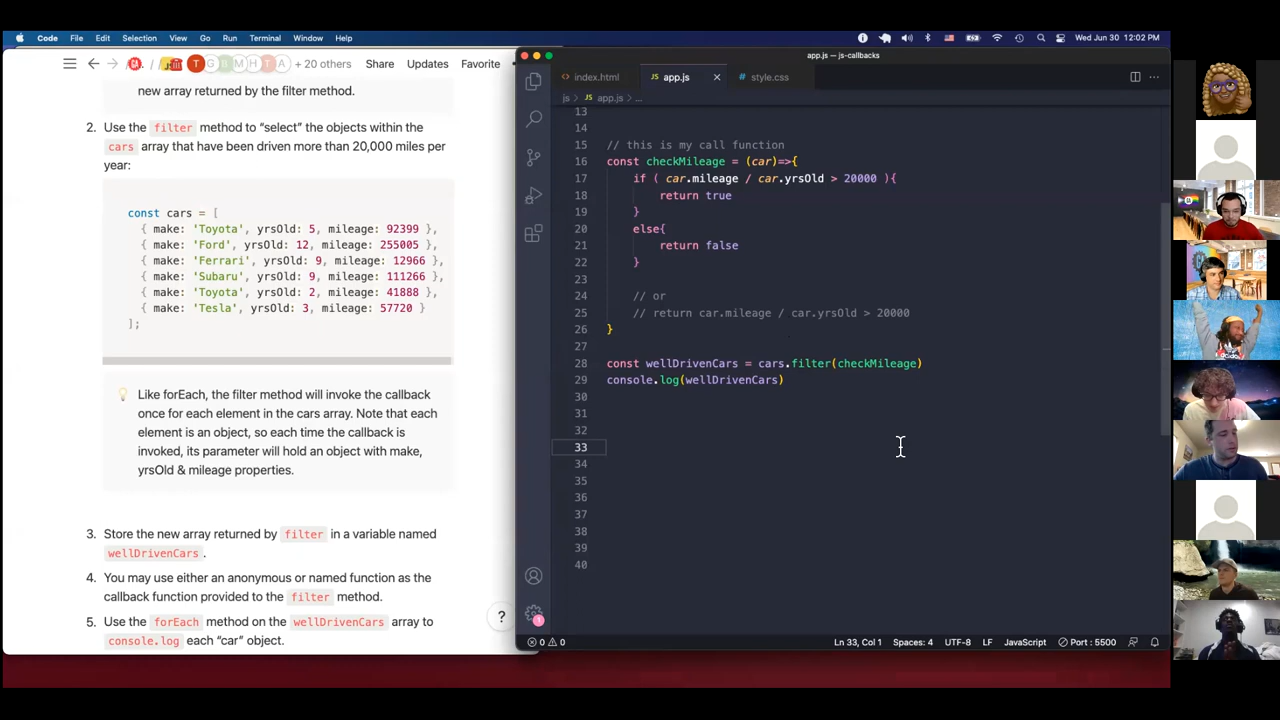 Code File Edit Selection View Go Run Terminal Window Help Wed Jun 30 12:02 PM
T G B M H T A + 20 others Share Updates Favorite
new array returned by the filter method.
2. Use the filter method to “select” the objects within the
cars array that have been driven more than 20,000 miles per
year:
const cars = [
{ make: 'Toyota', yrsOld: 5, mileage: 92399 },
{ make: 'Ford', yrsOld: 12, mileage: 255005 },
{ make: 'Ferrari', yrsOld: 9, mileage: 12966 },
{ make: 'Subaru', yrsOld: 9, mileage: 111266 },
{ make: 'Toyota', yrsOld: 2, mileage: 41888 },
{ make: 'Tesla', yrsOld: 3, mileage: 57720 }
];
Like forEach, the filter method will invoke the callback
once for each element in the cars array. Note that each
element is an object, so each time the callback is
invoked, its parameter will hold an object with make,
yrsOld & mileage properties.
3. Store the new array returned by filter in a variable named
wellDrivenCars .
4. You may use either an anonymous or named function as the
callback function provided to the filter method.
5. Use the forEach method on the wellDrivenCars array to
console.log each “car” object.
?
app.js — js-callbacks
index.html JS app.js × style.css ···
js › JS app.js › ...
13
14
15 // this is my call function
16 const checkMileage = (car)=>{
17 if ( car.mileage / car.yrsOld > 20000 ){
18 return true
19 }
20 else{
21 return false
22 }
23
24 // or
25 // return car.mileage / car.yrsOld > 20000
26 }
27
28 const wellDrivenCars = cars.filter(checkMileage)
29 console.log(wellDrivenCars)
30
31
32
33
34
35
36
37
38
39
40
1
0 0 Ln 33, Col 1 Spaces: 4 UTF-8 LF JavaScript Port : 5500